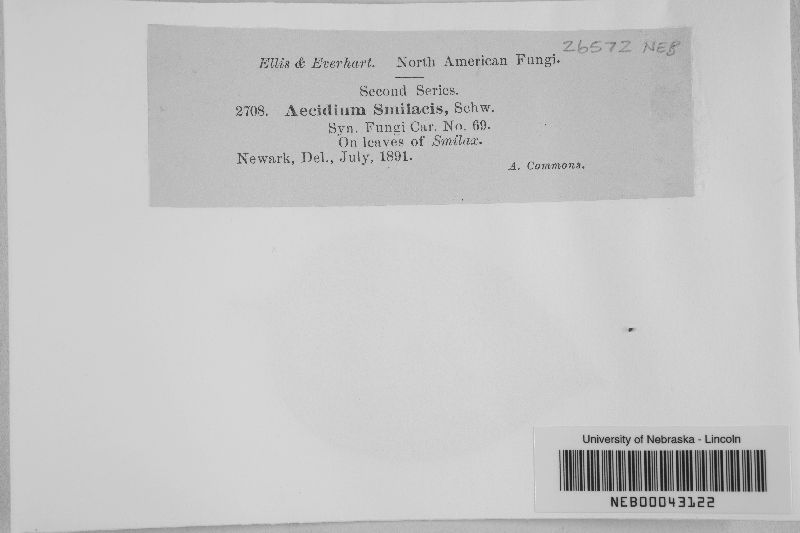 26572 NEB
Ellis & Everhart. North American Fungi.
Second Series.
2708. Aecidium Smilacis, Schw.
Syn. Fungi Car. No. 69.
On leaves of Smilax.
Newark, Del., July, 1891.
A. Commons.
University of Nebraska - Lincoln
NEB00043122